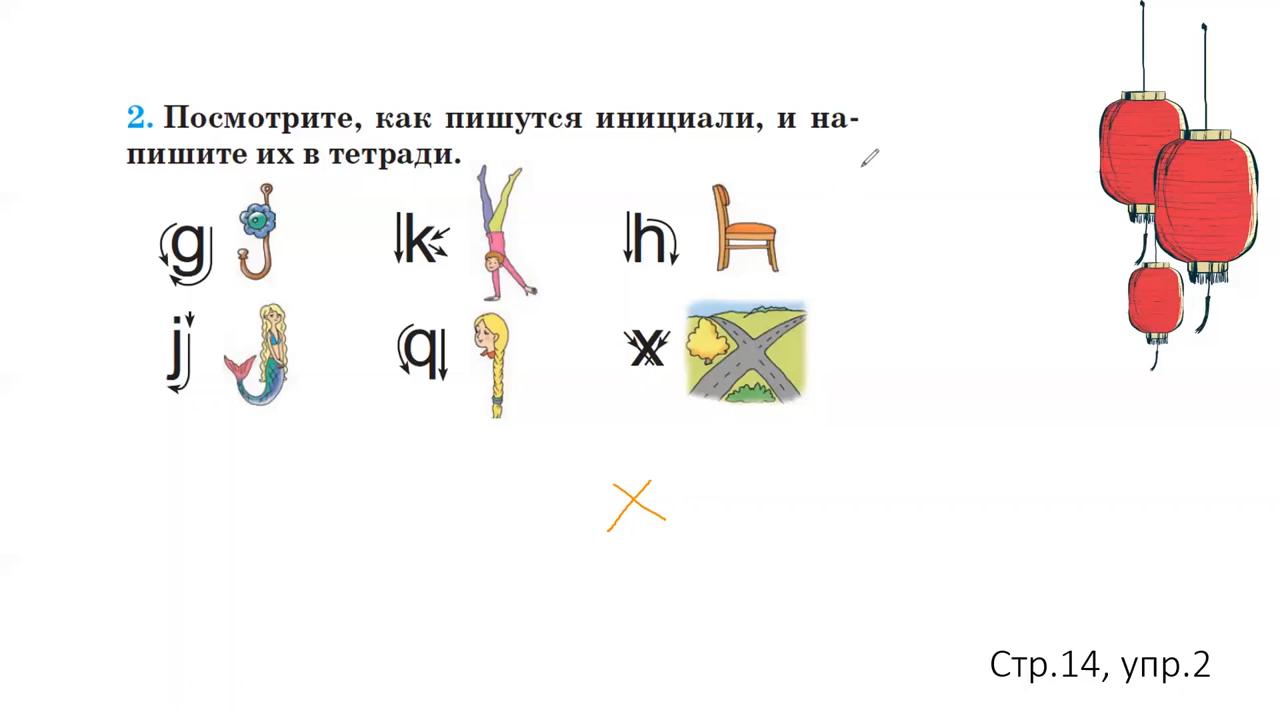 2. Посмотрите, как пишутся инициали, и на-
пишите их в тетради.
g k h
j q x
x
Стр.14, упр.2